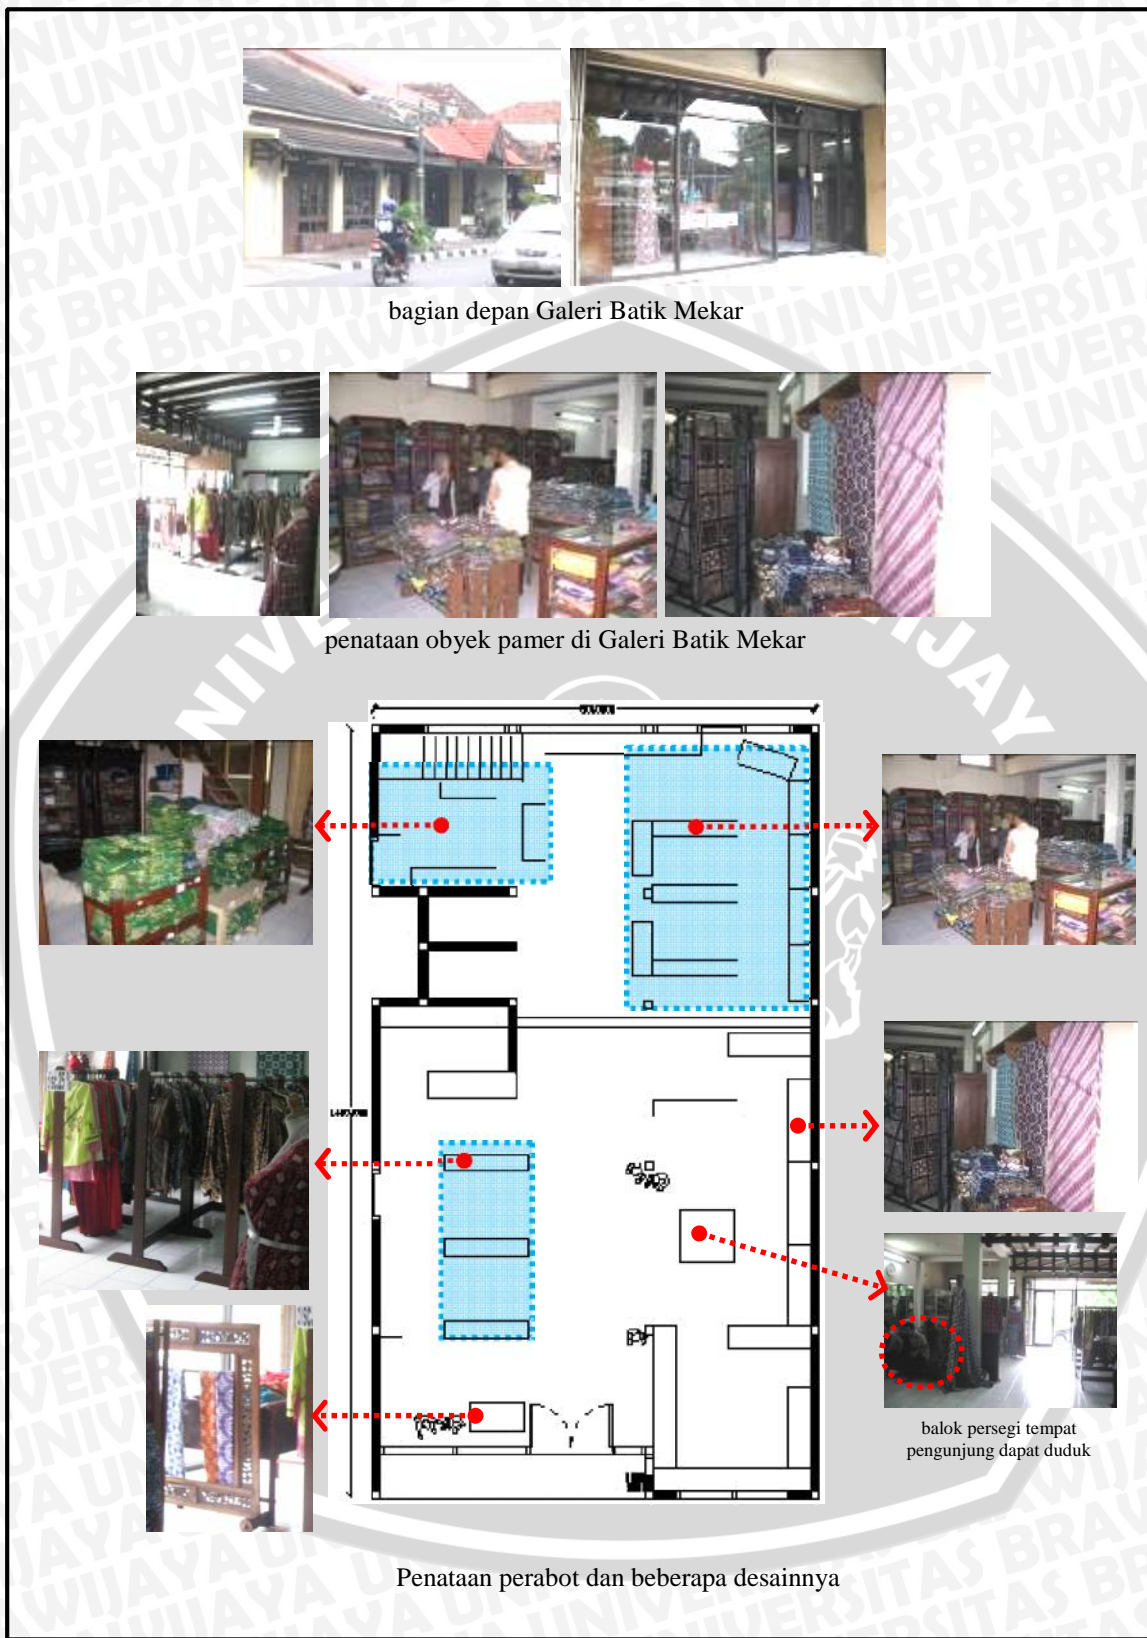 bagian depan Galeri Batik Mekar
penataan obyek pamer di Galeri Batik Mekar
balok persegi tempat
pengunjung dapat duduk
Penataan perabot dan beberapa desainnya